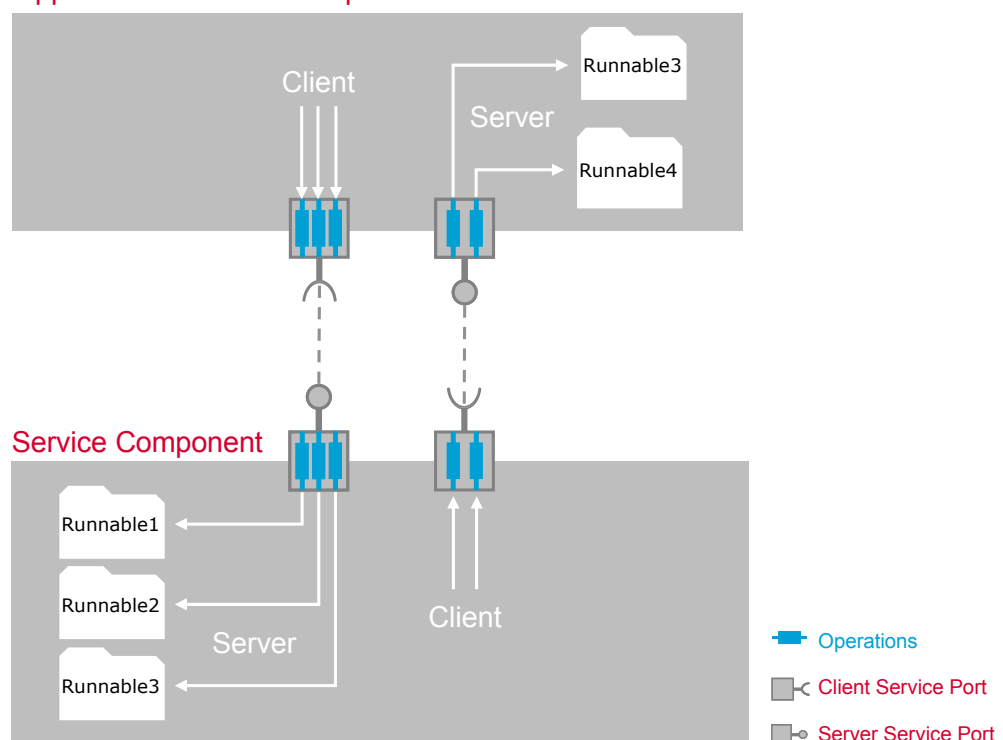 Client
Runnable3
Server
Runnable4
Service Component
Runnable1
Runnable2
Runnable3
Server
Client
Operations
Client Service Port
Server Service Port